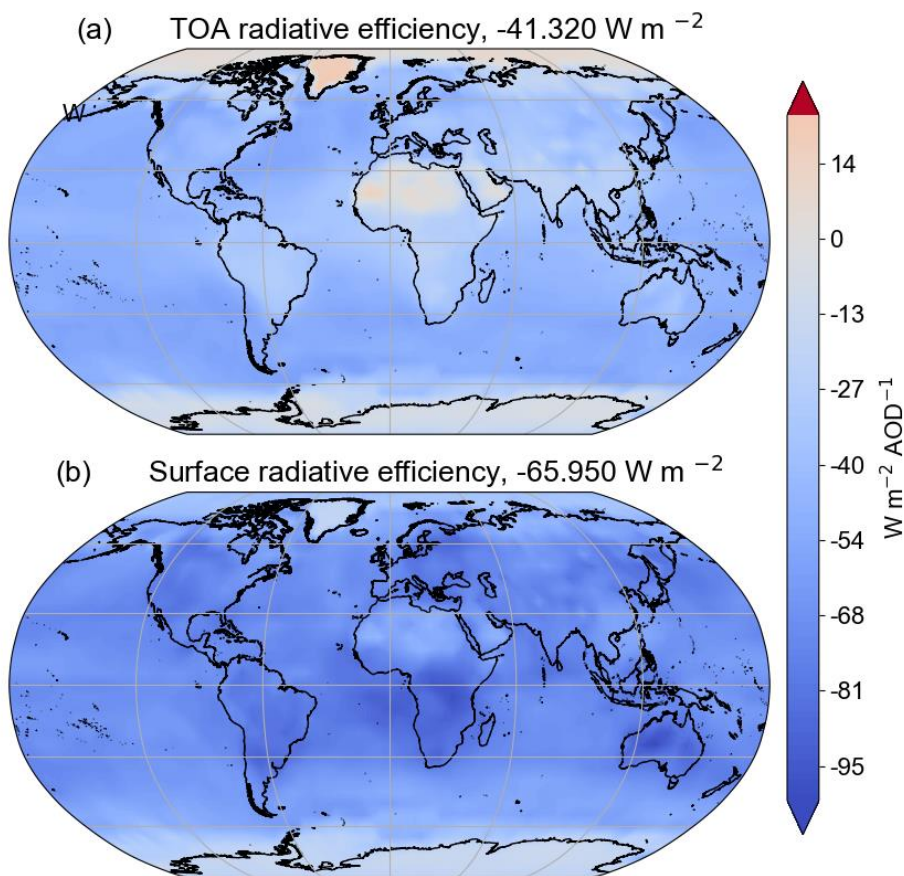 (a) TOA radiative efficiency, -41.320 W m ⁻²
W
14
0
-13
-27
-40
-54
-68
-81
-95
W m⁻² AOD⁻¹
(b) Surface radiative efficiency, -65.950 W m ⁻²